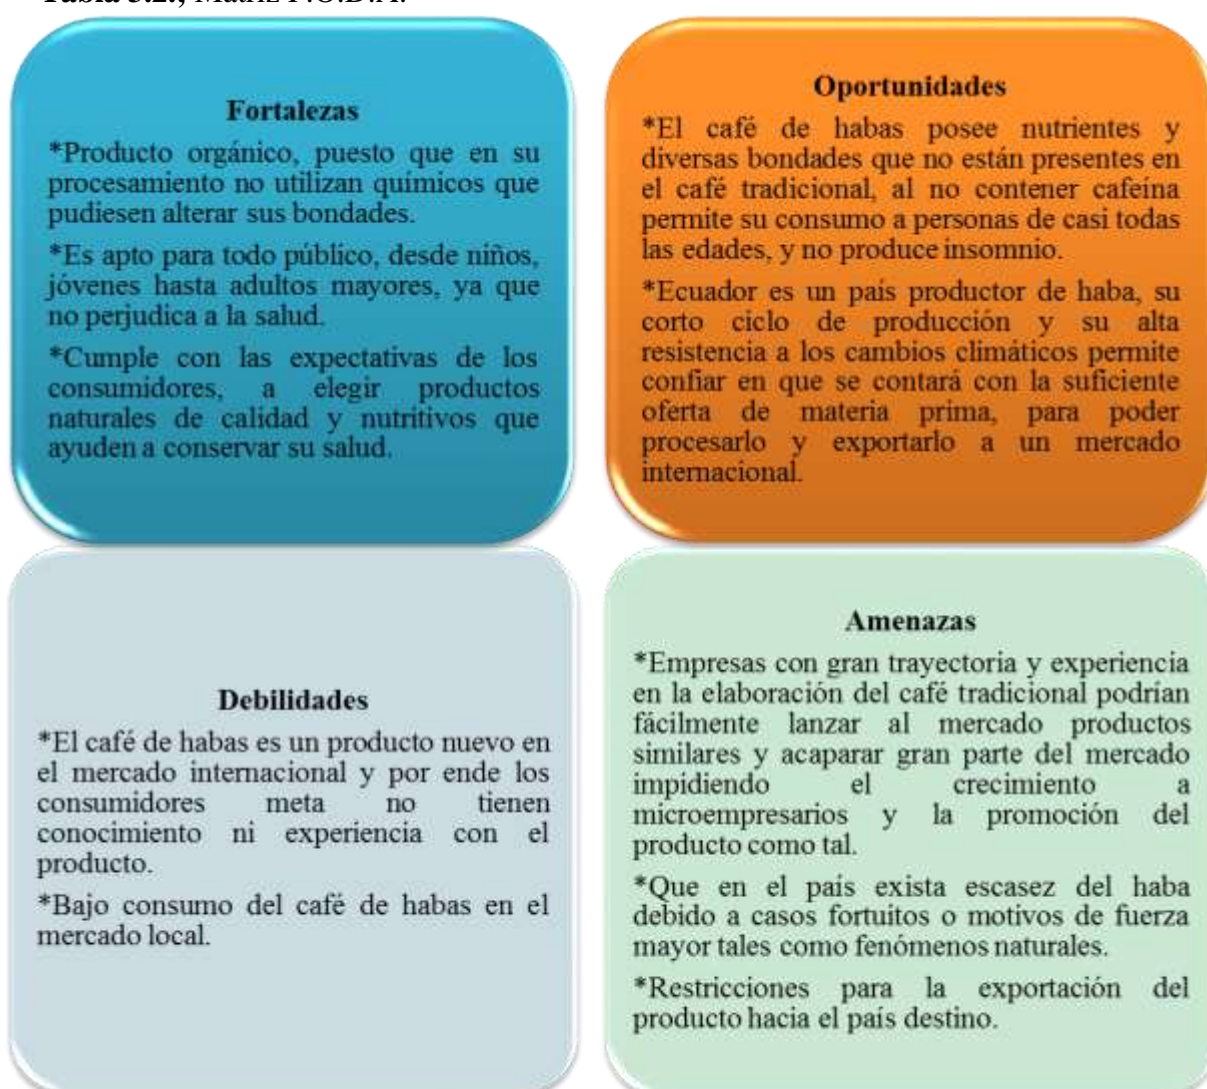 Tabla 3.2., Matriz F.O.D.A.
Fortalezas
*Producto orgánico, puesto que en su
procesamiento no utilizan químicos que
pudiesen alterar sus bondades.
*Es apto para todo público, desde niños,
jóvenes hasta adultos mayores, ya que
no perjudica a la salud.
*Cumple con las expectativas de los
consumidores, a elegir productos
naturales de calidad y nutritivos que
ayuden a conservar su salud.
Oportunidades
*El café de habas posee nutrientes y
diversas bondades que no están presentes en
el café tradicional, al no contener cafeína
permite su consumo a personas de casi todas
las edades, y no produce insomnio.
*Ecuador es un país productor de haba, su
corto ciclo de producción y su alta
resistencia a los cambios climáticos permite
confiar en que se contará con la suficiente
oferta de materia prima, para poder
procesarlo y exportarlo a un mercado
internacional.
Debilidades
*El café de habas es un producto nuevo en
el mercado internacional y por ende los
consumidores meta no tienen
conocimiento ni experiencia con el
producto.
*Bajo consumo del café de habas en el
mercado local.
Amenazas
*Empresas con gran trayectoria y experiencia
en la elaboración del café tradicional podrían
fácilmente lanzar al mercado productos
similares y acaparar gran parte del mercado
impidiendo el crecimiento a
microempresarios y la promoción del
producto como tal.
*Que en el país exista escasez del haba
debido a casos fortuitos o motivos de fuerza
mayor tales como fenómenos naturales.
*Restricciones para la exportación del
producto hacia el país destino.